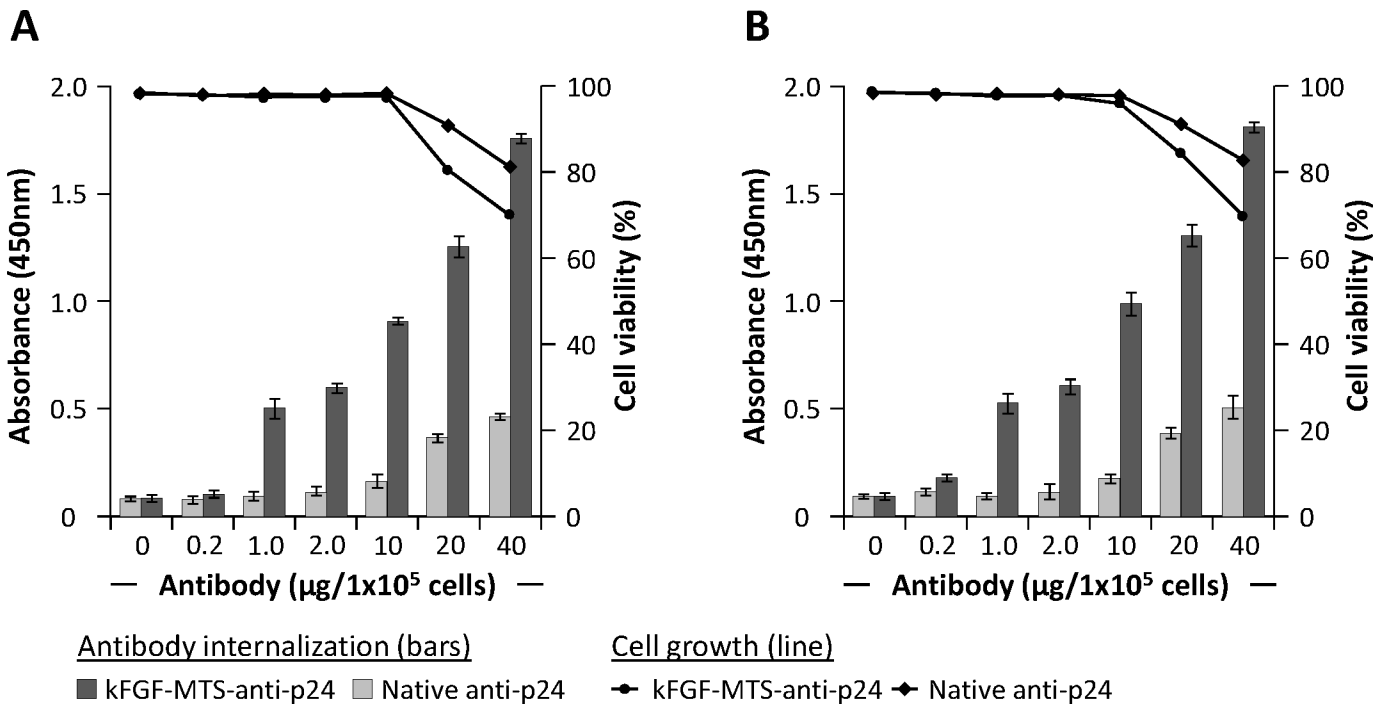 A
B
2.0
1.5
1.0
0.5
0
Absorbance (450nm)
100
80
60
40
20
0
Cell viability (%)
0 0.2 1.0 2.0 10 20 40
— Antibody (µg/1x10⁵ cells) —
2.0
1.5
1.0
0.5
0
Absorbance (450nm)
100
80
60
40
20
0
Cell viability (%)
0 0.2 1.0 2.0 10 20 40
— Antibody (µg/1x10⁵ cells) —
Antibody internalization (bars)
kFGF-MTS-anti-p24 Native anti-p24
Cell growth (line)
kFGF-MTS-anti-p24 Native anti-p24